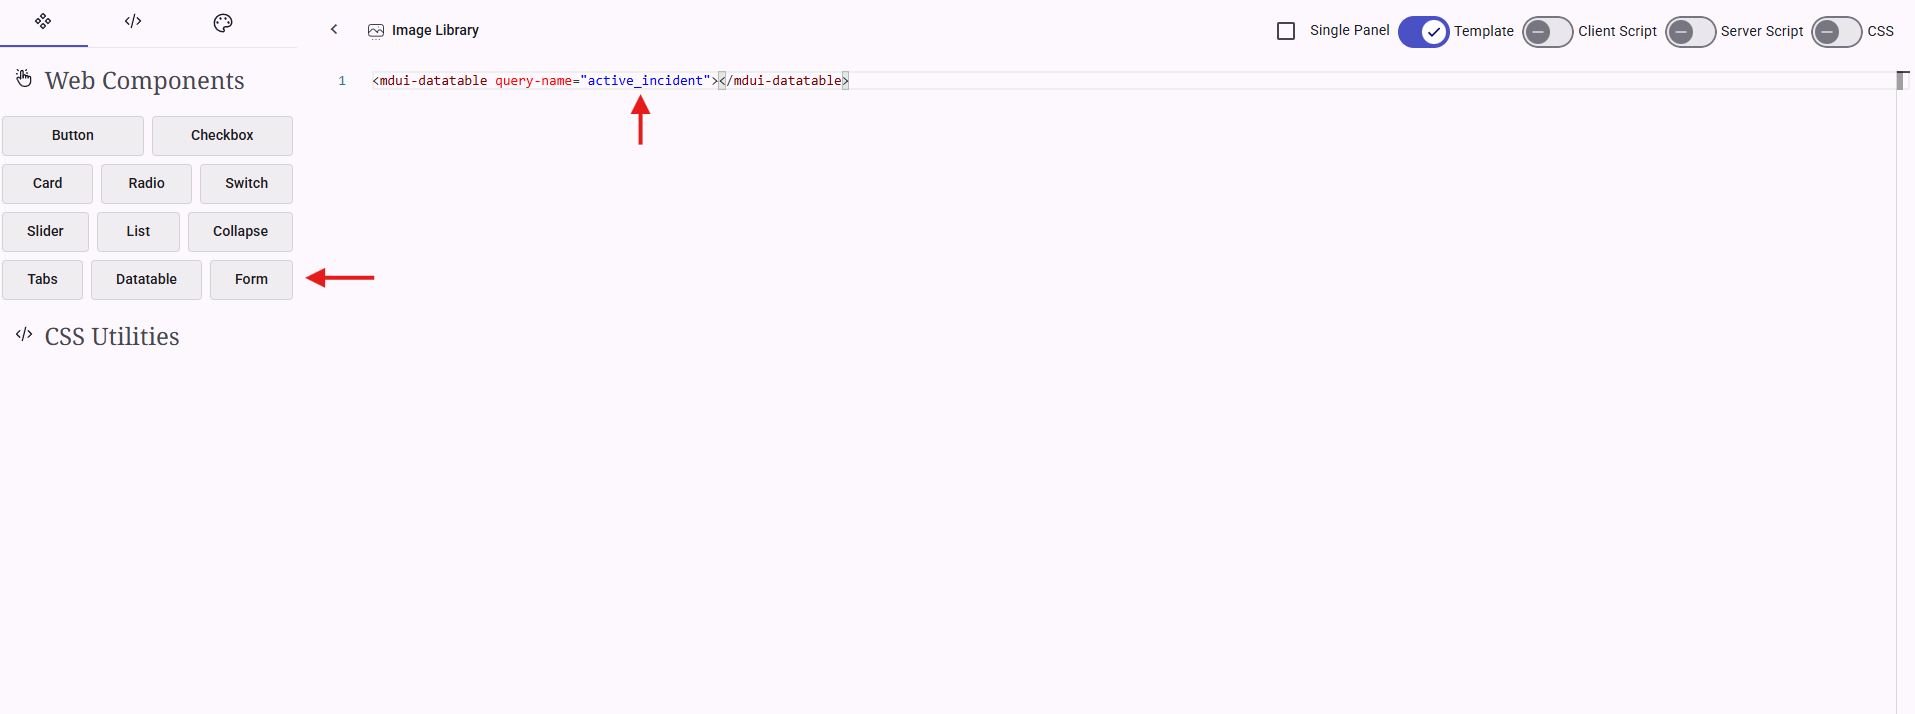 Image Library
Single Panel
Template
Client Script
Server Script
CSS
Web Components
Button
Checkbox
Card
Radio
Switch
Slider
List
Collapse
Tabs
Datatable
Form
CSS Utilities
1 <mdui-datatable query-name="active_incident"></mdui-datatable>